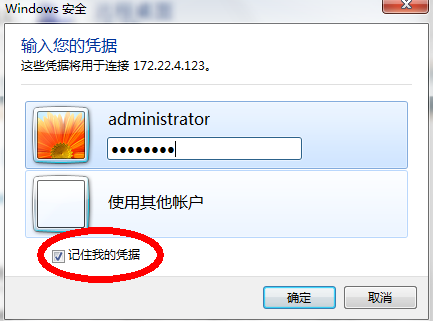 Windows 安全
输入您的凭据
这些凭据将用于连接 172.22.4.123。
administrator
使用其他帐户
记住我的凭据
确定
取消